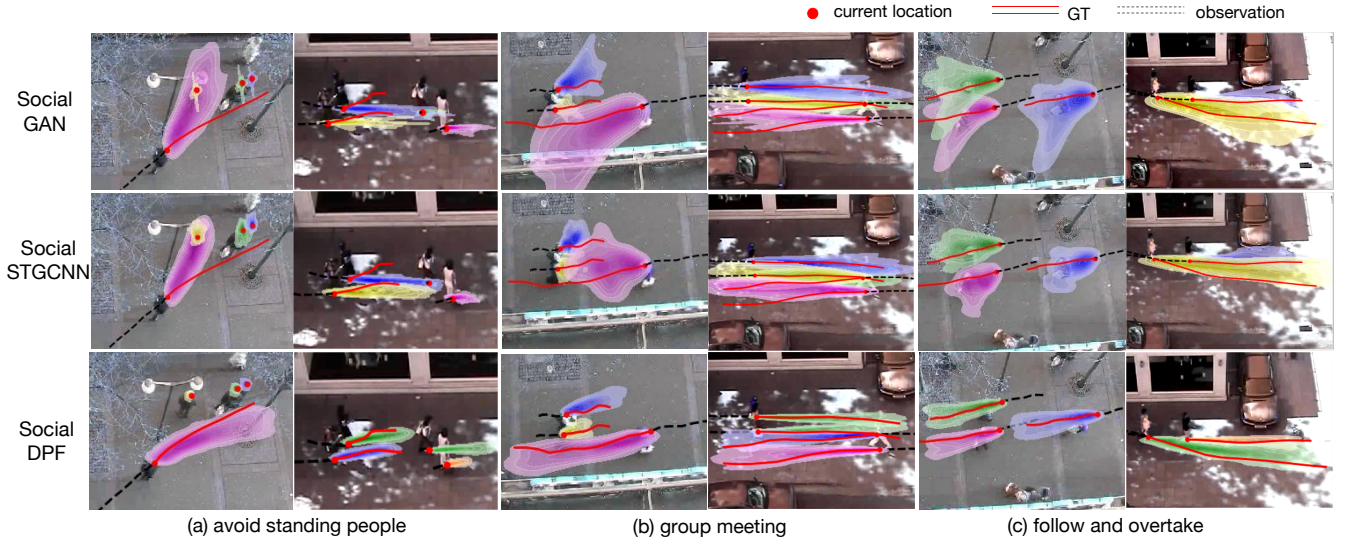 current location
GT
observation
Social
GAN
Social
STGCNN
Social
DPF
(a) avoid standing people
(b) group meeting
(c) follow and overtake